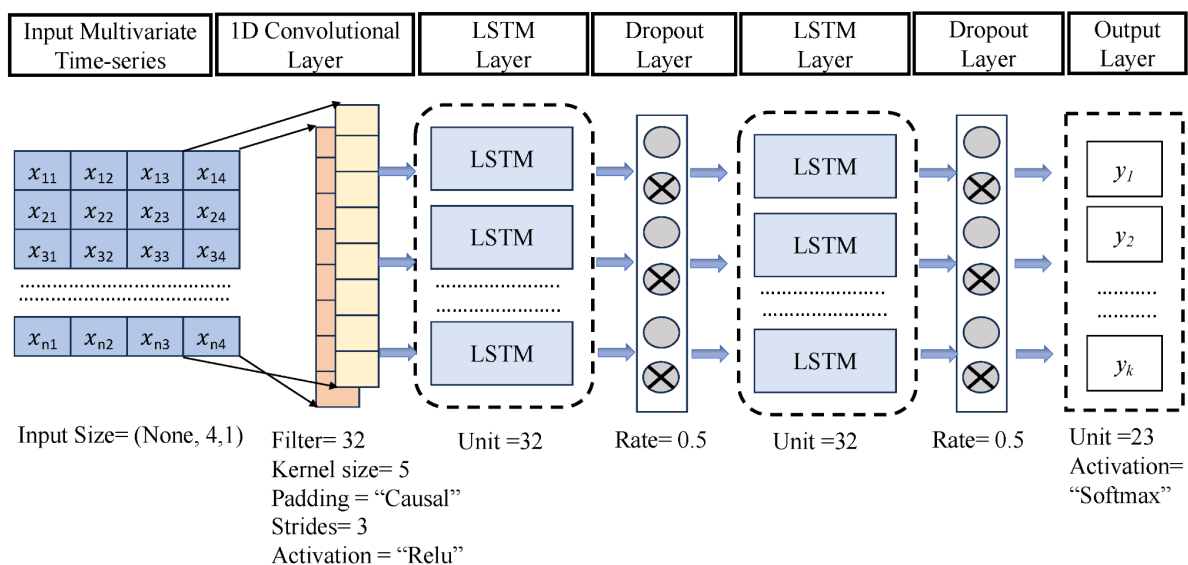 Input Multivariate
Time-series
1D Convolutional
Layer
LSTM
Layer
Dropout
Layer
LSTM
Layer
Dropout
Layer
Output
Layer
x11 x12 x13 x14
x21 x22 x23 x24
x31 x32 x33 x34
..............................
..............................
xn1 xn2 xn3 xn4
LSTM
LSTM
..............................
..............................
LSTM
LSTM
LSTM
..............................
..............................
LSTM
y1
y2
............
............
yk
Input Size= (None, 4,1)
Filter= 32
Kernel size= 5
Padding = “Causal”
Strides= 3
Activation = “Relu”
Unit =32
Rate= 0.5
Unit =32
Rate= 0.5
Unit =23
Activation=
“Softmax”